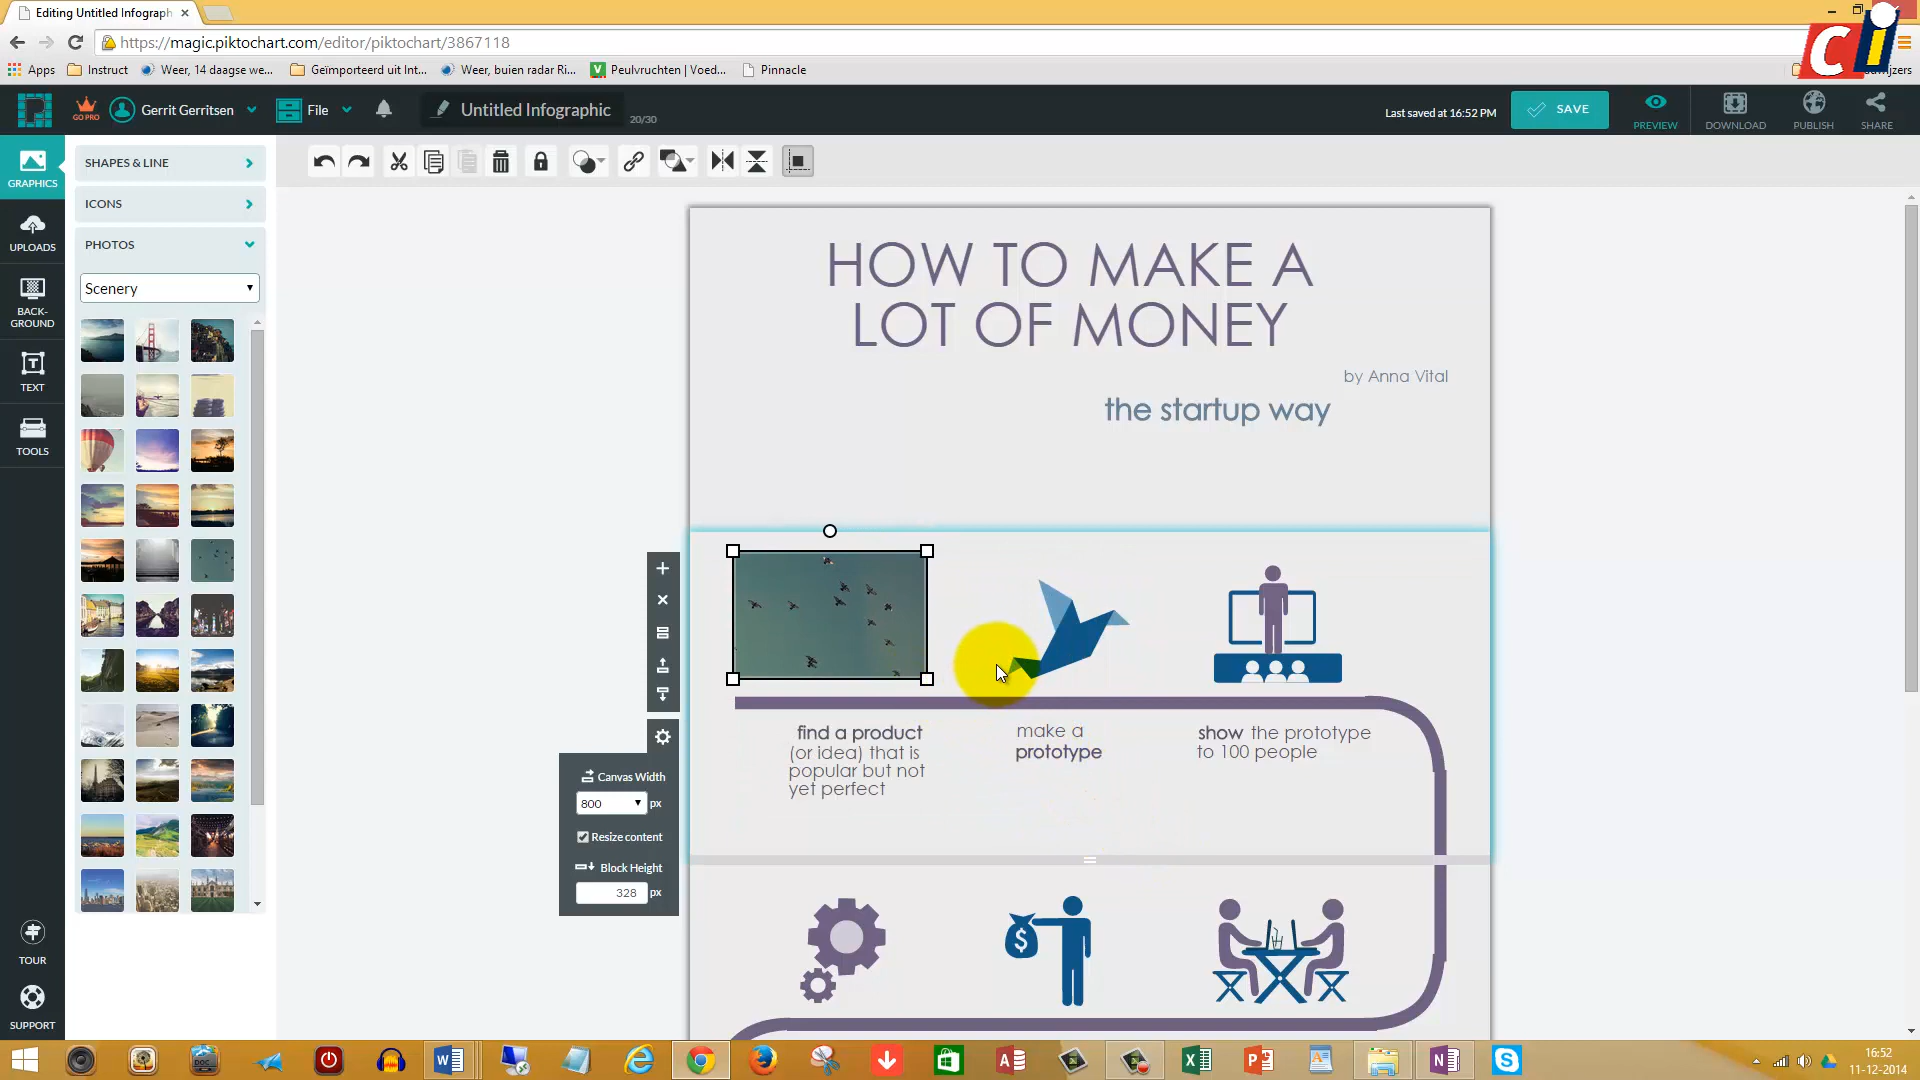 Editing Untitled Infograph
https://magic.piktochart.com/editor/piktochart/3867118
Apps
Instruct
Weer, 14 daagse we...
Geïmporteerd uit Int...
Weer, buien radar Ri...
Peulvruchten | Voed...
Pinnacle
ci
GO PRO
Gerrit Gerritsen
File
Untitled Infographic
20/30
Last saved at 16:52 PM
SAVE
PREVIEW
DOWNLOAD
PUBLISH
SHARE
GRAPHICS
UPLOADS
BACK-
GROUND
TEXT
TOOLS
TOUR
SUPPORT
SHAPES & LINE
ICONS
PHOTOS
Scenery
HOW TO MAKE A
LOT OF MONEY
by Anna Vital
the startup way
find a product
(or idea) that is
popular but not
yet perfect
make a
prototype
show the prototype
to 100 people
Canvas Width
800 px
Resize content
Block Height
328 px
$
16:52
11-12-2014